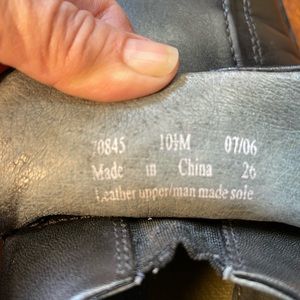 70845 10½M 07/06
Made in China 26
Leather upper/man made sole